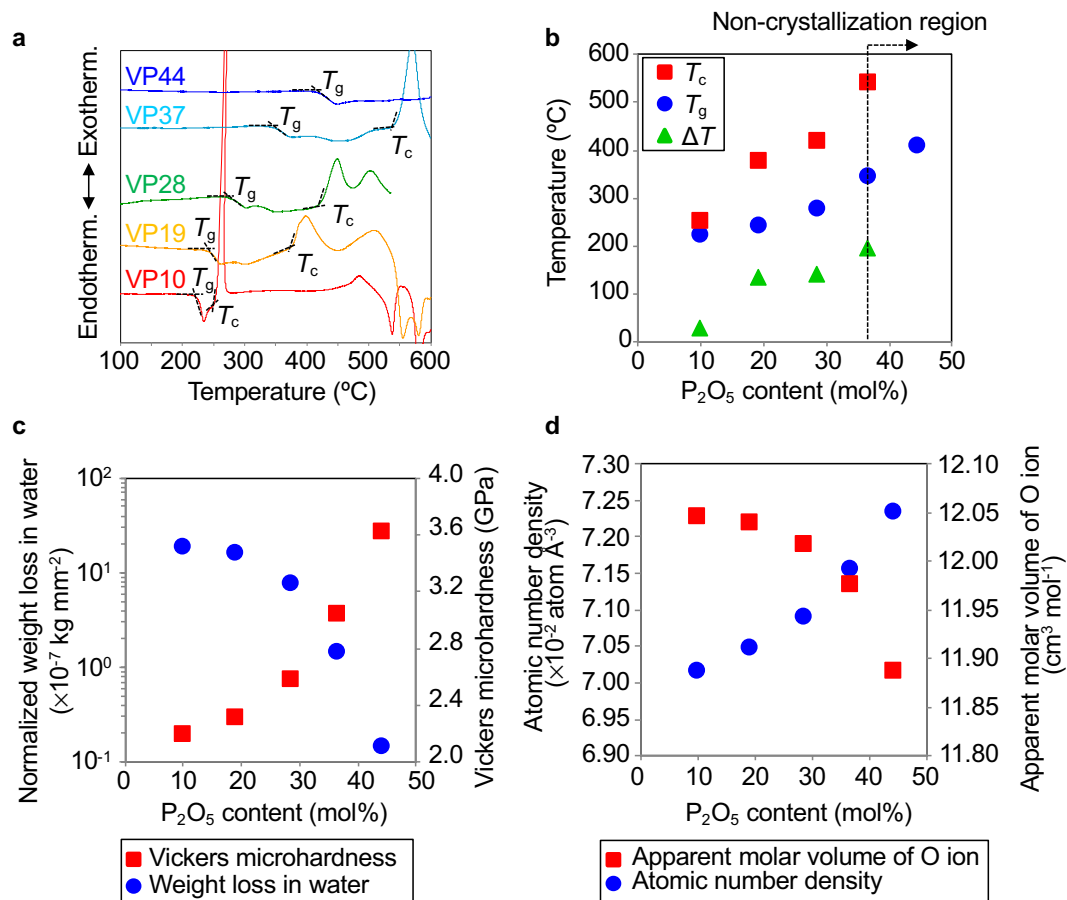 a
Endotherm. ◄─► Exotherm.
VP44
VP37
VP28
VP19
VP10
Tg
Tg
Tc
Tg
Tc
Tg
Tc
Tg
Tc
100 200 300 400 500 600
Temperature (ºC)
b
Non-crystallization region
Temperature (ºC)
600
500
400
300
200
100
0
Tc
Tg
ΔT
0 10 20 30 40 50
P₂O₅ content (mol%)
c
Normalized weight loss in water
(×10⁻⁷ kg mm⁻²)
10²
10¹
10⁰
10⁻¹
4.0
3.6
3.2
2.8
2.4
2.0
Vickers microhardness (GPa)
0 10 20 30 40 50
P₂O₅ content (mol%)
Vickers microhardness
Weight loss in water
d
Atomic number density
(×10⁻² atom Å⁻³)
7.30
7.25
7.20
7.15
7.10
7.05
7.00
6.95
6.90
12.10
12.05
12.00
11.95
11.90
11.85
11.80
Apparent molar volume of O ion
(cm³ mol⁻¹)
0 10 20 30 40 50
P₂O₅ content (mol%)
Apparent molar volume of O ion
Atomic number density